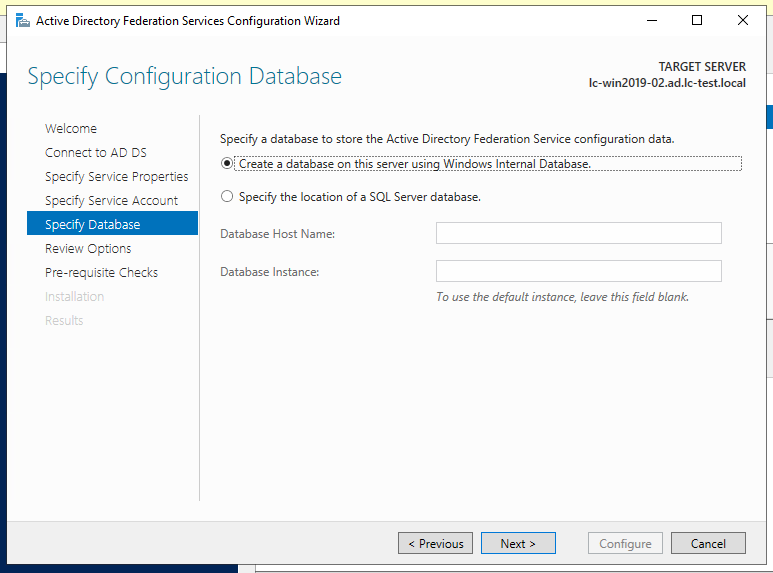 Active Directory Federation Services Configuration Wizard
Specify Configuration Database
TARGET SERVER
lc-win2019-02.ad.lc-test.local
Welcome
Connect to AD DS
Specify Service Properties
Specify Service Account
Specify Database
Review Options
Pre-requisite Checks
Installation
Results
Specify a database to store the Active Directory Federation Service configuration data.
Create a database on this server using Windows Internal Database.
Specify the location of a SQL Server database.
Database Host Name:
Database Instance:
To use the default instance, leave this field blank.
< Previous
Next >
Configure
Cancel